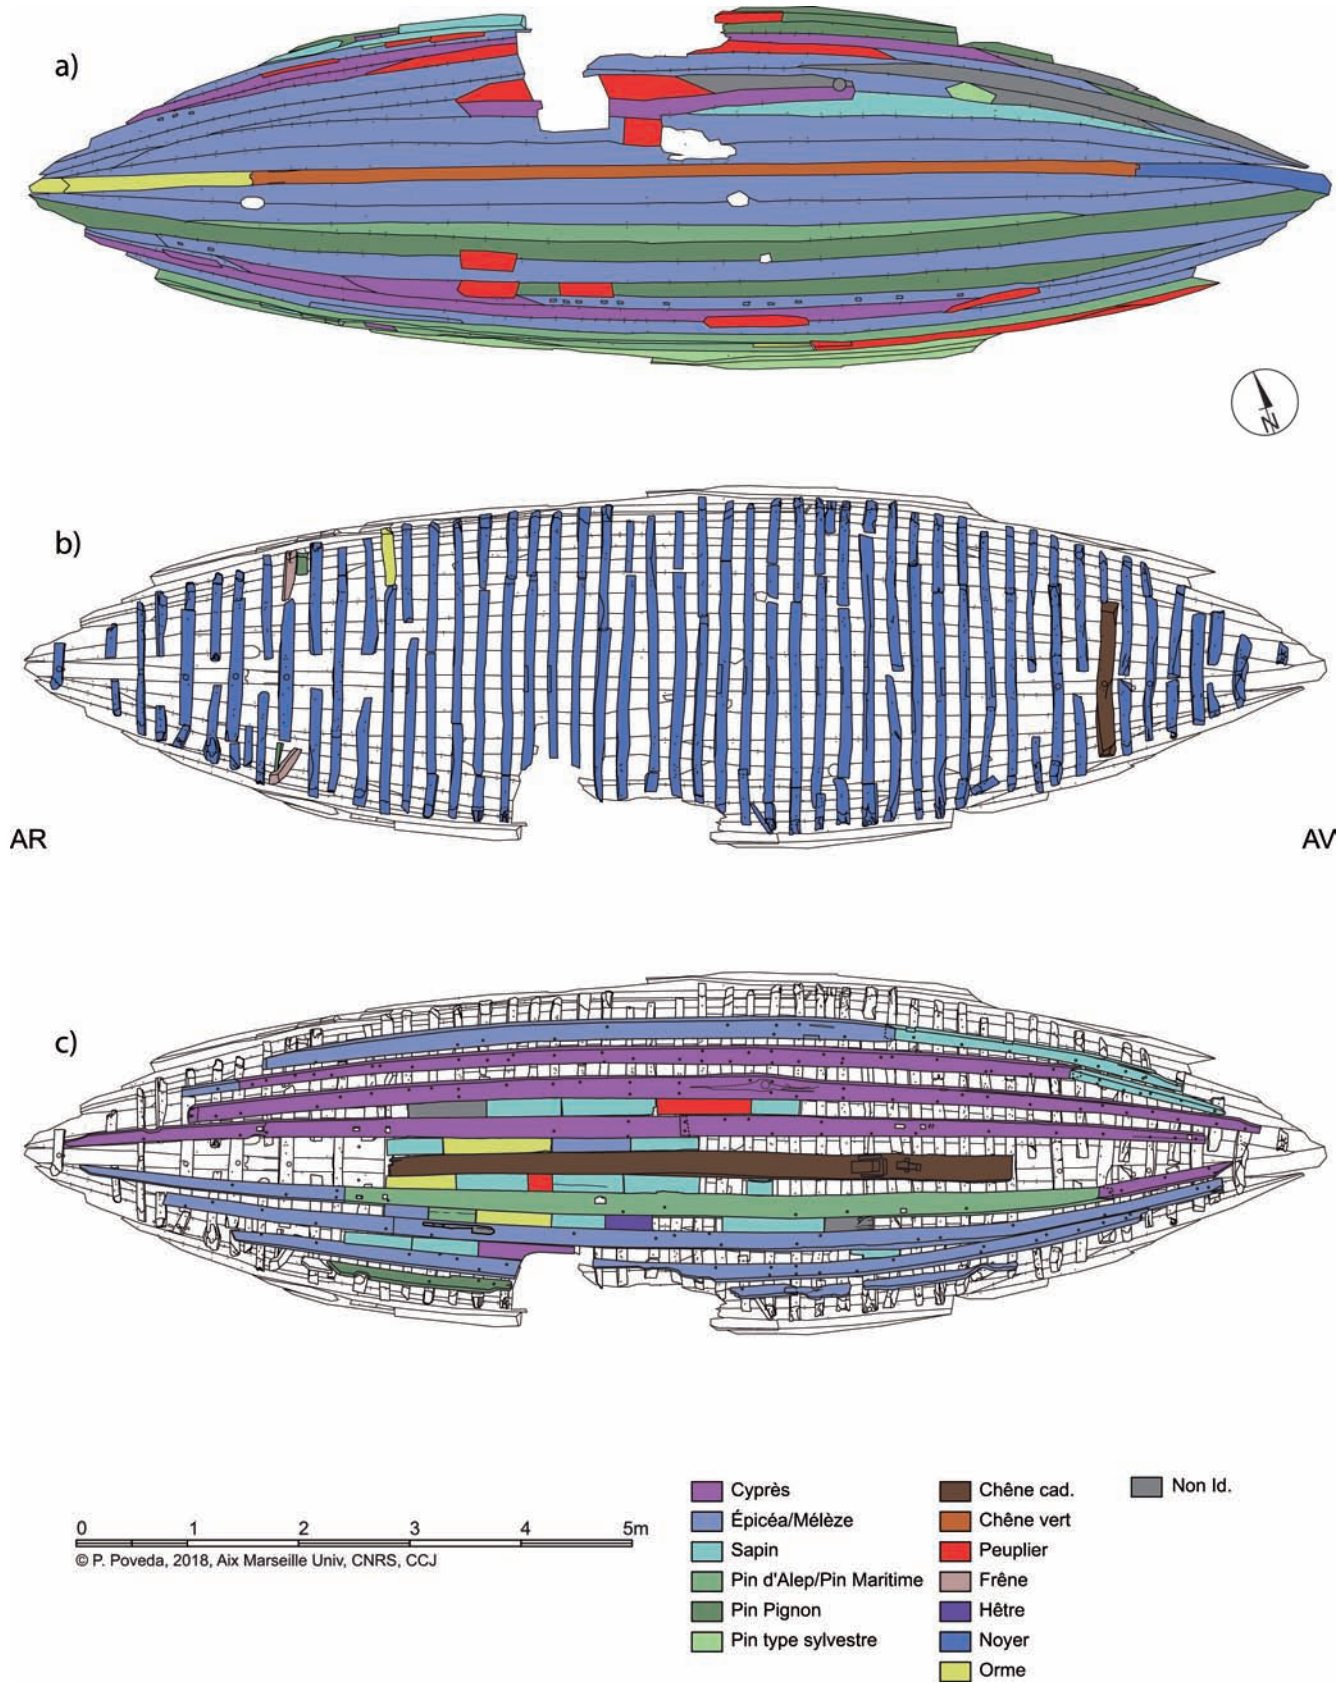 a)
N
b)
AR
AV
c)
0 1 2 3 4 5m
© P. Poveda, 2018, Aix Marseille Univ, CNRS, CCJ
Cyprès
Épicéa/Mélèze
Sapin
Pin d'Alep/Pin Maritime
Pin Pignon
Pin type sylvestre
Chêne cad.
Chêne vert
Peuplier
Frêne
Hêtre
Noyer
Orme
Non Id.